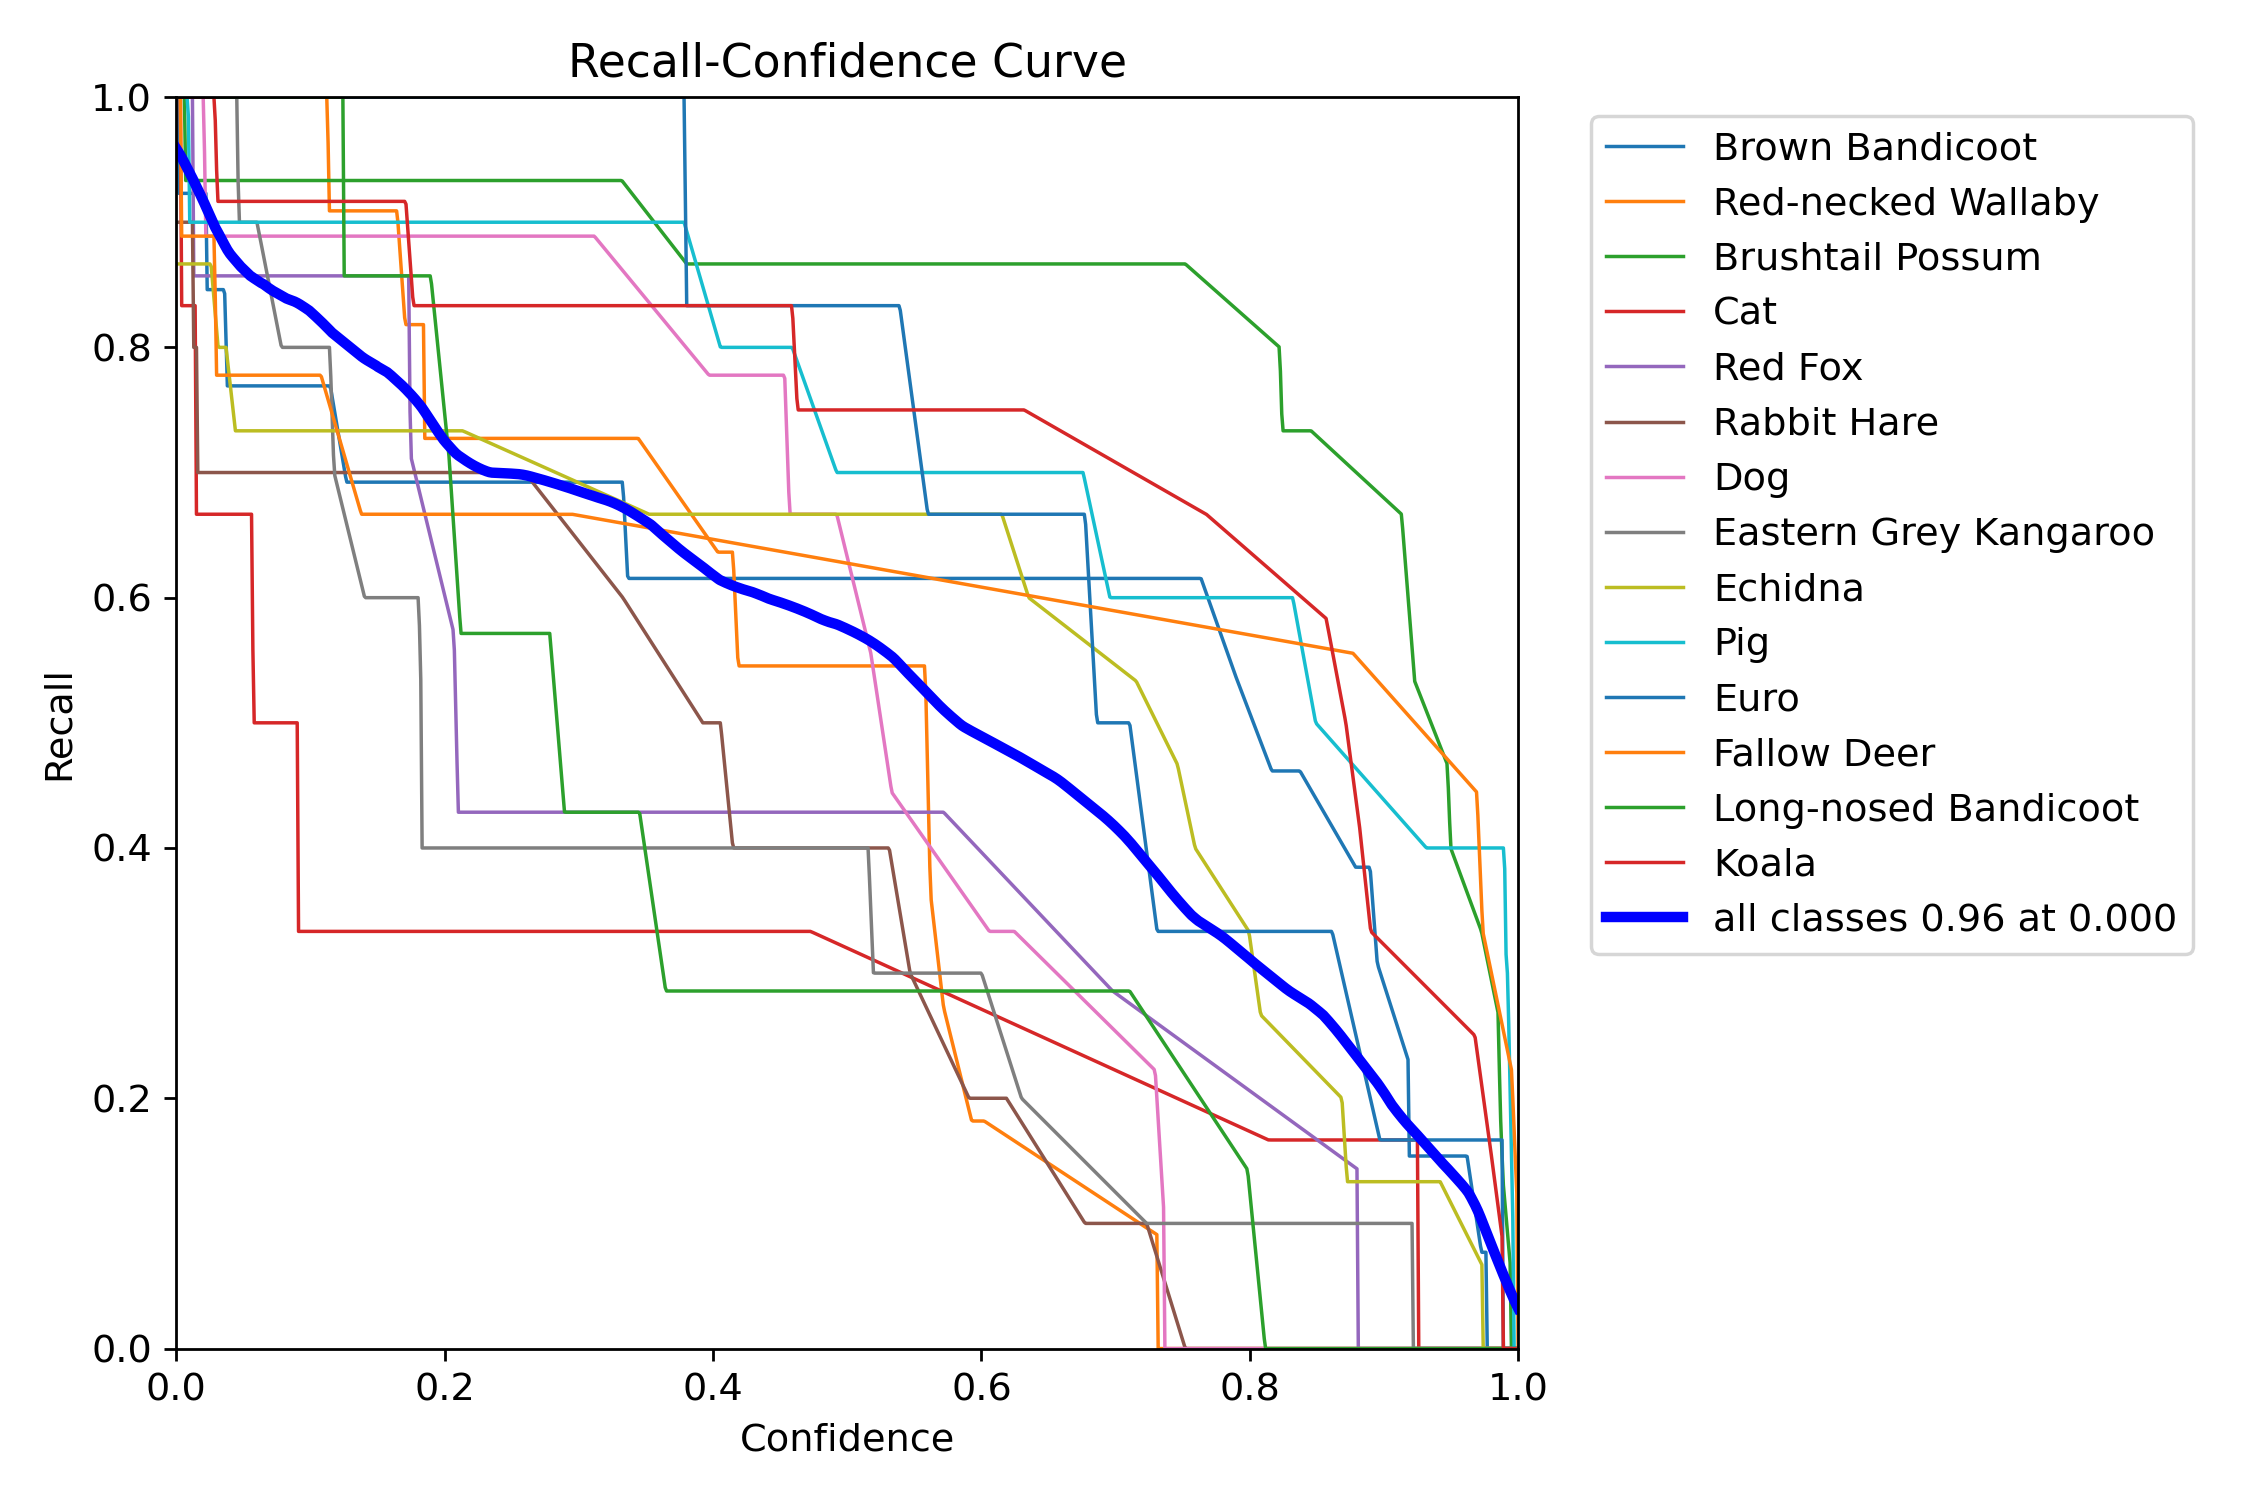 Recall-Confidence Curve
1.0
0.8
0.6
0.4
0.2
0.0
Recall
0.0 0.2 0.4 0.6 0.8 1.0
Confidence
Brown Bandicoot
Red-necked Wallaby
Brushtail Possum
Cat
Red Fox
Rabbit Hare
Dog
Eastern Grey Kangaroo
Echidna
Pig
Euro
Fallow Deer
Long-nosed Bandicoot
Koala
all classes 0.96 at 0.000